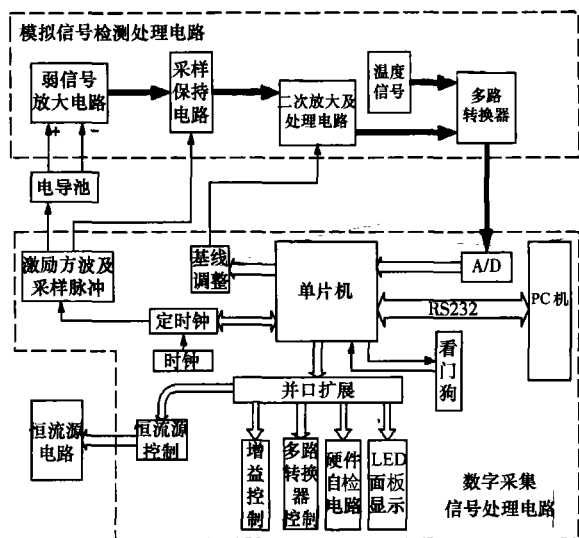 模拟信号检测处理电路
弱信号
放大电路
+ -
采样
保持
电路
二次放大及
处理电路
温度
信号
多路
转换器
电导池
激励方波及
采样脉冲
基线
调整
单片机
A/D
PC机
RS232
定时钟
时钟
看
门
狗
并口扩展
恒流源
电路
恒流源
控制
增
益
控
制
多路
转换
器控
制
硬件
自检
电路
LED
面板
显示
数字采集
信号处理电路